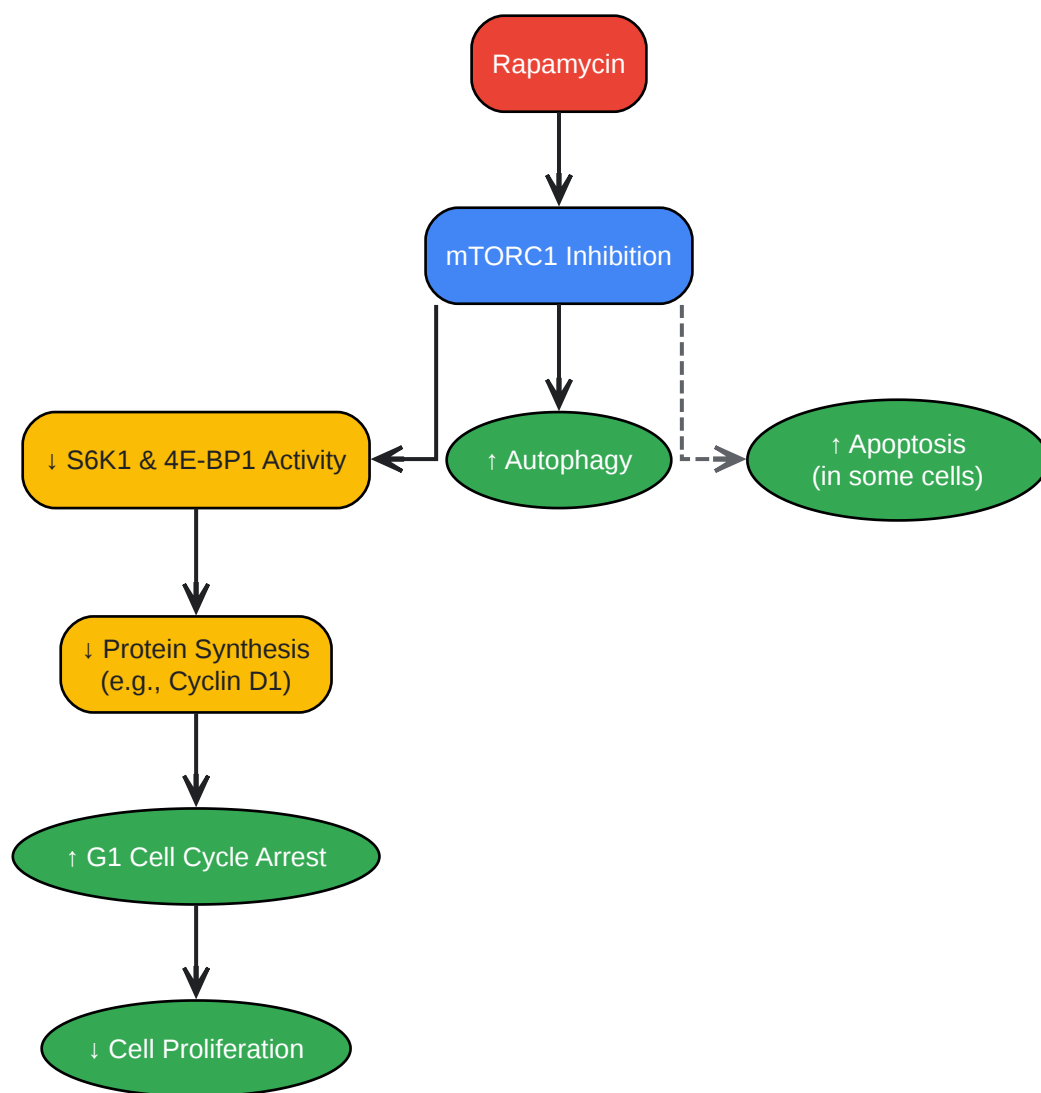 Rapamycin
mTORC1 Inhibition
↓ S6K1 & 4E-BP1 Activity
↑ Autophagy
↑ Apoptosis
(in some cells)
↓ Protein Synthesis
(e.g., Cyclin D1)
↑ G1 Cell Cycle Arrest
↓ Cell Proliferation